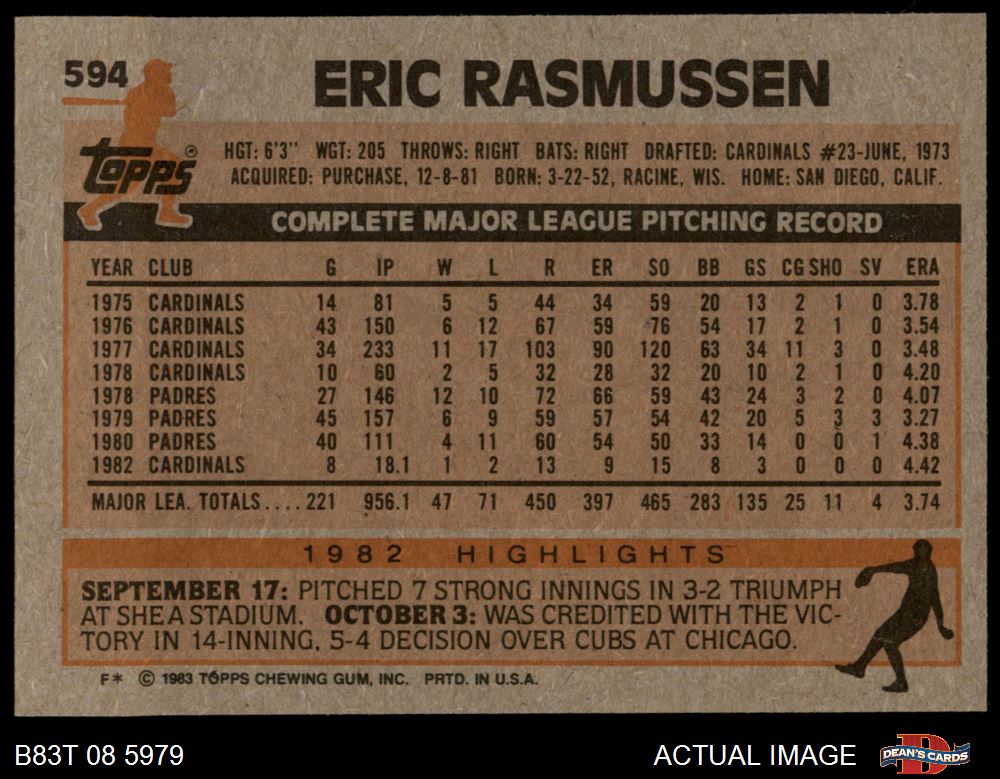 594 ERIC RASMUSSEN
TOPPS®
HGT: 6'3" WGT: 205 THROWS: RIGHT BATS: RIGHT DRAFTED: CARDINALS #23-JUNE, 1973
ACQUIRED: PURCHASE, 12-8-81 BORN: 3-22-52, RACINE, WIS. HOME: SAN DIEGO, CALIF.
COMPLETE MAJOR LEAGUE PITCHING RECORD
YEAR CLUB G IP W L R ER SO BB GS CG SHO SV ERA
1975 CARDINALS 14 81 5 5 44 34 59 20 13 2 1 0 3.78
1976 CARDINALS 43 150 6 12 67 59 76 54 17 2 1 0 3.54
1977 CARDINALS 34 233 11 17 103 90 120 63 34 11 3 0 3.48
1978 CARDINALS 10 60 2 5 32 28 32 20 10 2 1 0 4.20
1978 PADRES 27 146 12 10 72 66 59 43 24 3 2 0 4.07
1979 PADRES 45 157 6 9 59 57 54 42 20 5 3 3 3.27
1980 PADRES 40 111 4 11 60 54 50 33 14 0 0 1 4.38
1982 CARDINALS 8 18.1 1 2 13 9 15 8 3 0 0 0 4.42
MAJOR LEA. TOTALS.... 221 956.1 47 71 450 397 465 283 135 25 11 4 3.74
1982 HIGHLIGHTS
SEPTEMBER 17: PITCHED 7 STRONG INNINGS IN 3-2 TRIUMPH
AT SHEA STADIUM. OCTOBER 3: WAS CREDITED WITH THE VIC-
TORY IN 14-INNING, 5-4 DECISION OVER CUBS AT CHICAGO.
F* © 1983 TOPPS CHEWING GUM, INC. PRTD. IN U.S.A.
B83T 08 5979 ACTUAL IMAGE D DEAN'S CARDS